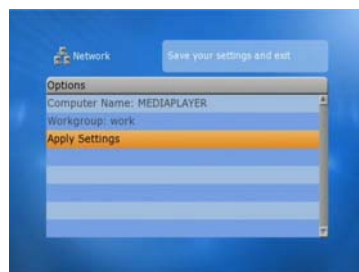 Network
Save your settings and exit
Options
Computer Name: MEDIAPLAYER
Workgroup: work
Apply Settings